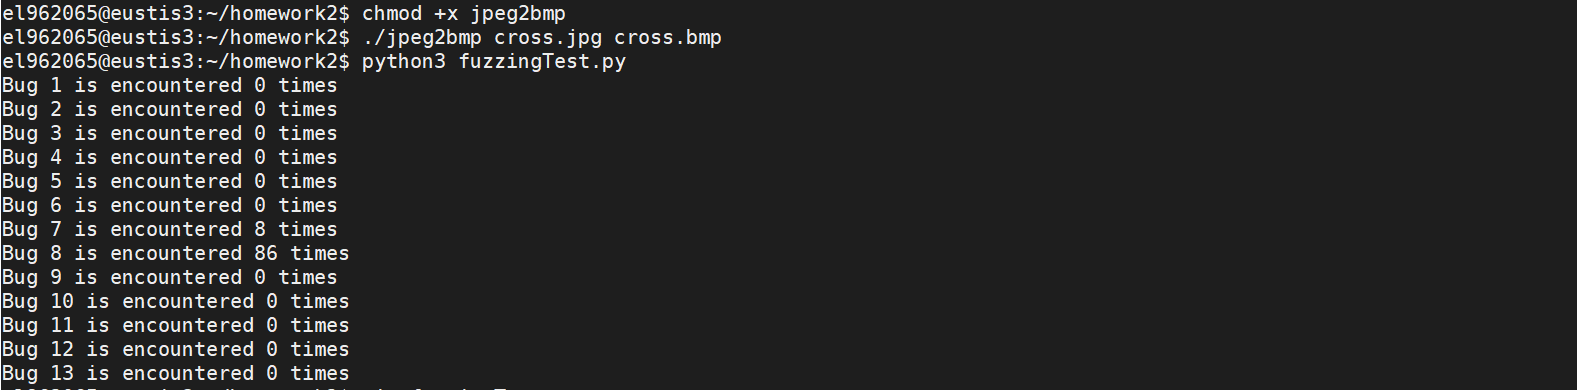 el962065@eustis3:~/homework2$ chmod +x jpeg2bmp
el962065@eustis3:~/homework2$ ./jpeg2bmp cross.jpg cross.bmp
el962065@eustis3:~/homework2$ python3 fuzzingTest.py
Bug 1 is encountered 0 times
Bug 2 is encountered 0 times
Bug 3 is encountered 0 times
Bug 4 is encountered 0 times
Bug 5 is encountered 0 times
Bug 6 is encountered 0 times
Bug 7 is encountered 8 times
Bug 8 is encountered 86 times
Bug 9 is encountered 0 times
Bug 10 is encountered 0 times
Bug 11 is encountered 0 times
Bug 12 is encountered 0 times
Bug 13 is encountered 0 times